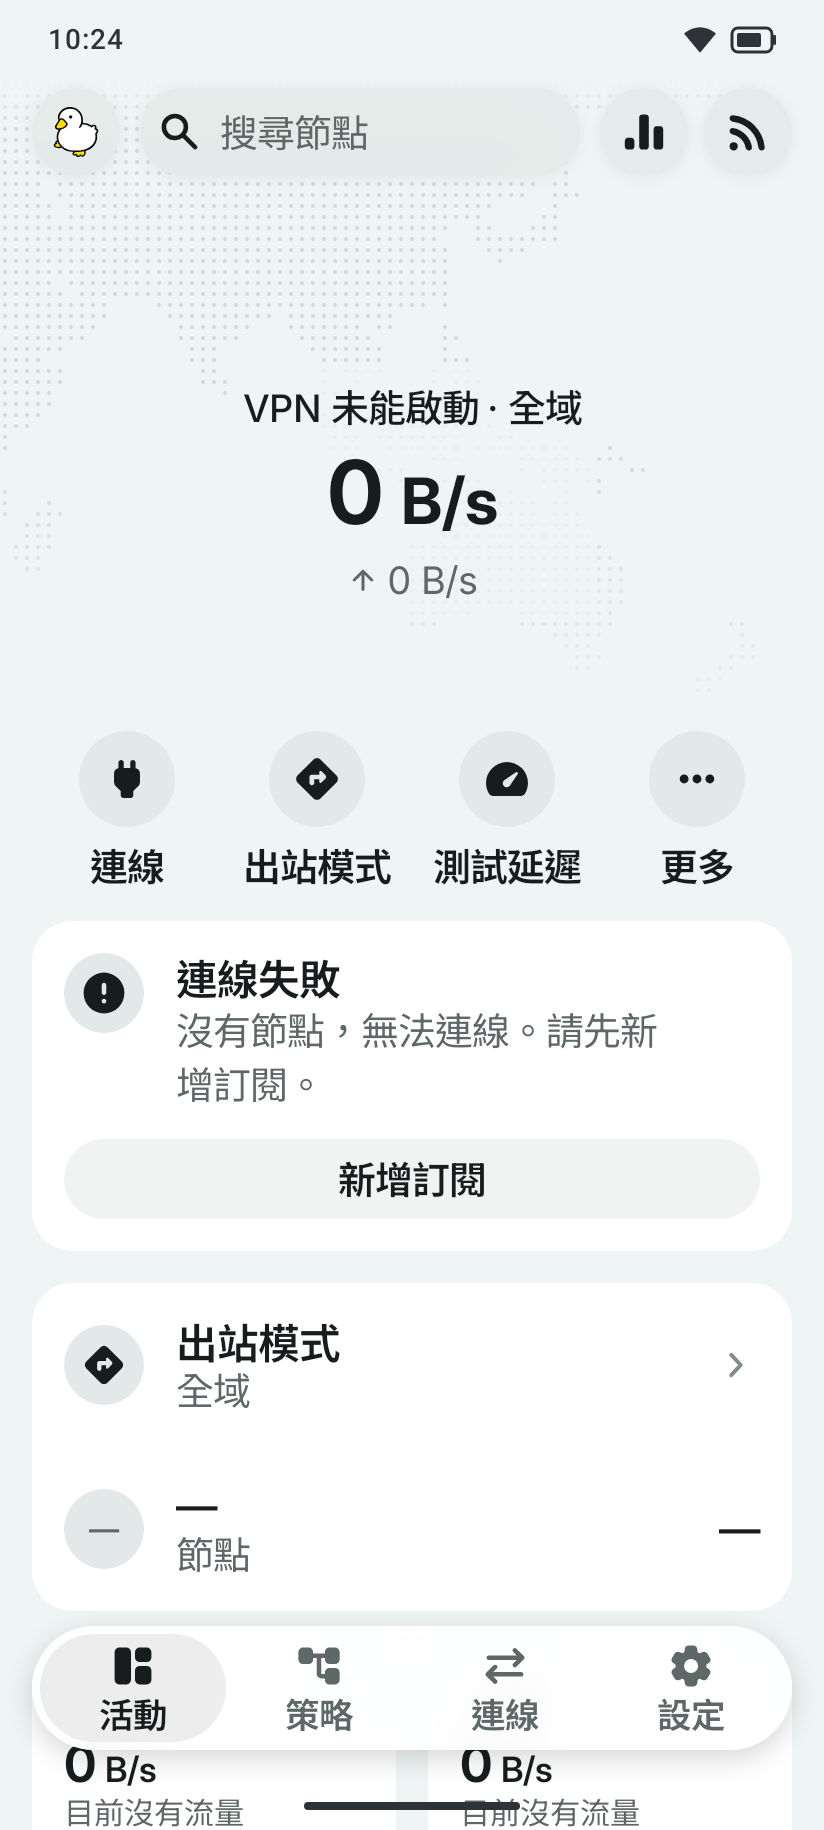 10:24
搜尋節點
VPN 未能啟動 · 全域
0 B/s
↑ 0 B/s
連線
出站模式
測試延遲
更多
連線失敗
沒有節點，無法連線。請先新
增訂閱。
新增訂閱
出站模式
全域
—
—
節點
—
活動
策略
連線
設定
0 B/s
0 B/s
目前沒有流量
目前沒有流量